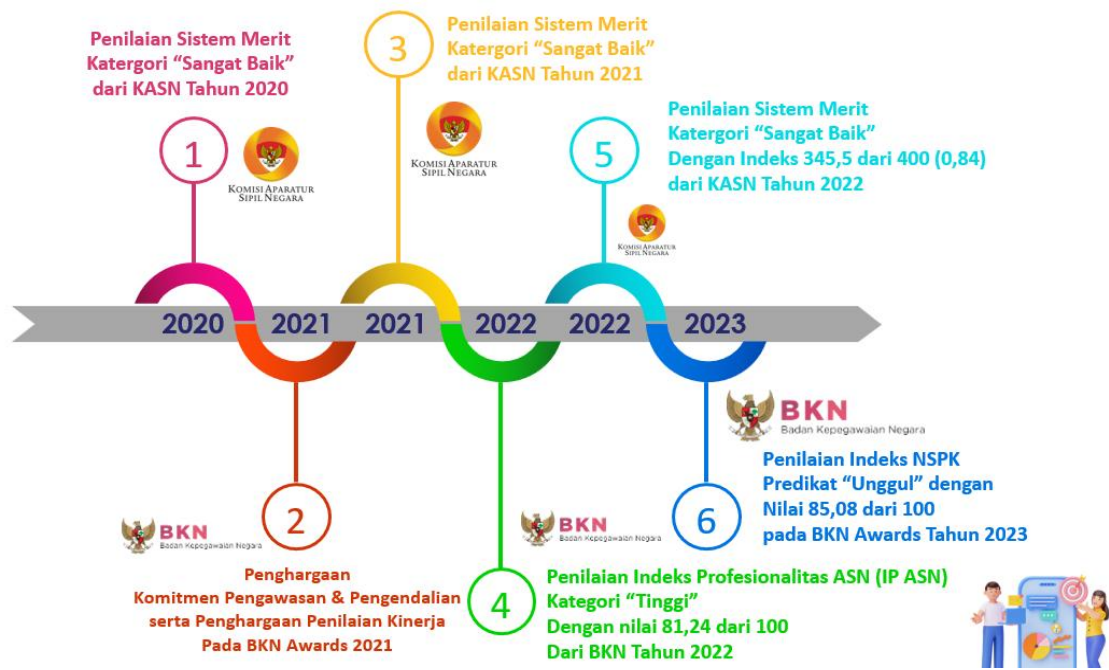 Penilaian Sistem Merit
Katergori “Sangat Baik”
dari KASN Tahun 2020
1
KOMISI APARATUR
SIPIL NEGARA
3
Penilaian Sistem Merit
Katergori “Sangat Baik”
dari KASN Tahun 2021
KOMISI APARATUR
SIPIL NEGARA
5
Penilaian Sistem Merit
Katergori “Sangat Baik”
Dengan Indeks 345,5 dari 400 (0,84)
dari KASN Tahun 2022
KOMISI APARATUR
SIPIL NEGARA
2020 2021 2021 2022 2022 2023
BKN
Badan Kepegawaian Negara
2
Penghargaan
Komitmen Pengawasan & Pengendalian
serta Penghargaan Penilaian Kinerja
Pada BKN Awards 2021
BKN
Badan Kepegawaian Negara
4
Penilaian Indeks Profesionalitas ASN (IP ASN)
Kategori “Tinggi”
Dengan nilai 81,24 dari 100
Dari BKN Tahun 2022
BKN
Badan Kepegawaian Negara
6
Penilaian Indeks NSPK
Predikat “Unggul” dengan
Nilai 85,08 dari 100
pada BKN Awards Tahun 2023